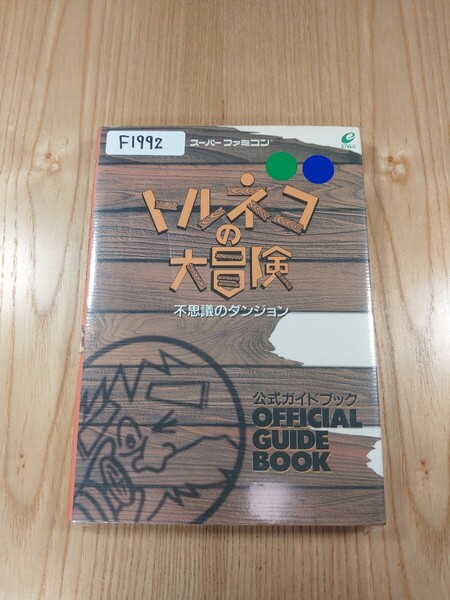 F1992
スーパーファミコン
トルネコ
の
大冒険
不思議のダンジョン
公式ガイドブック
OFFICIAL
GUIDE
BOOK